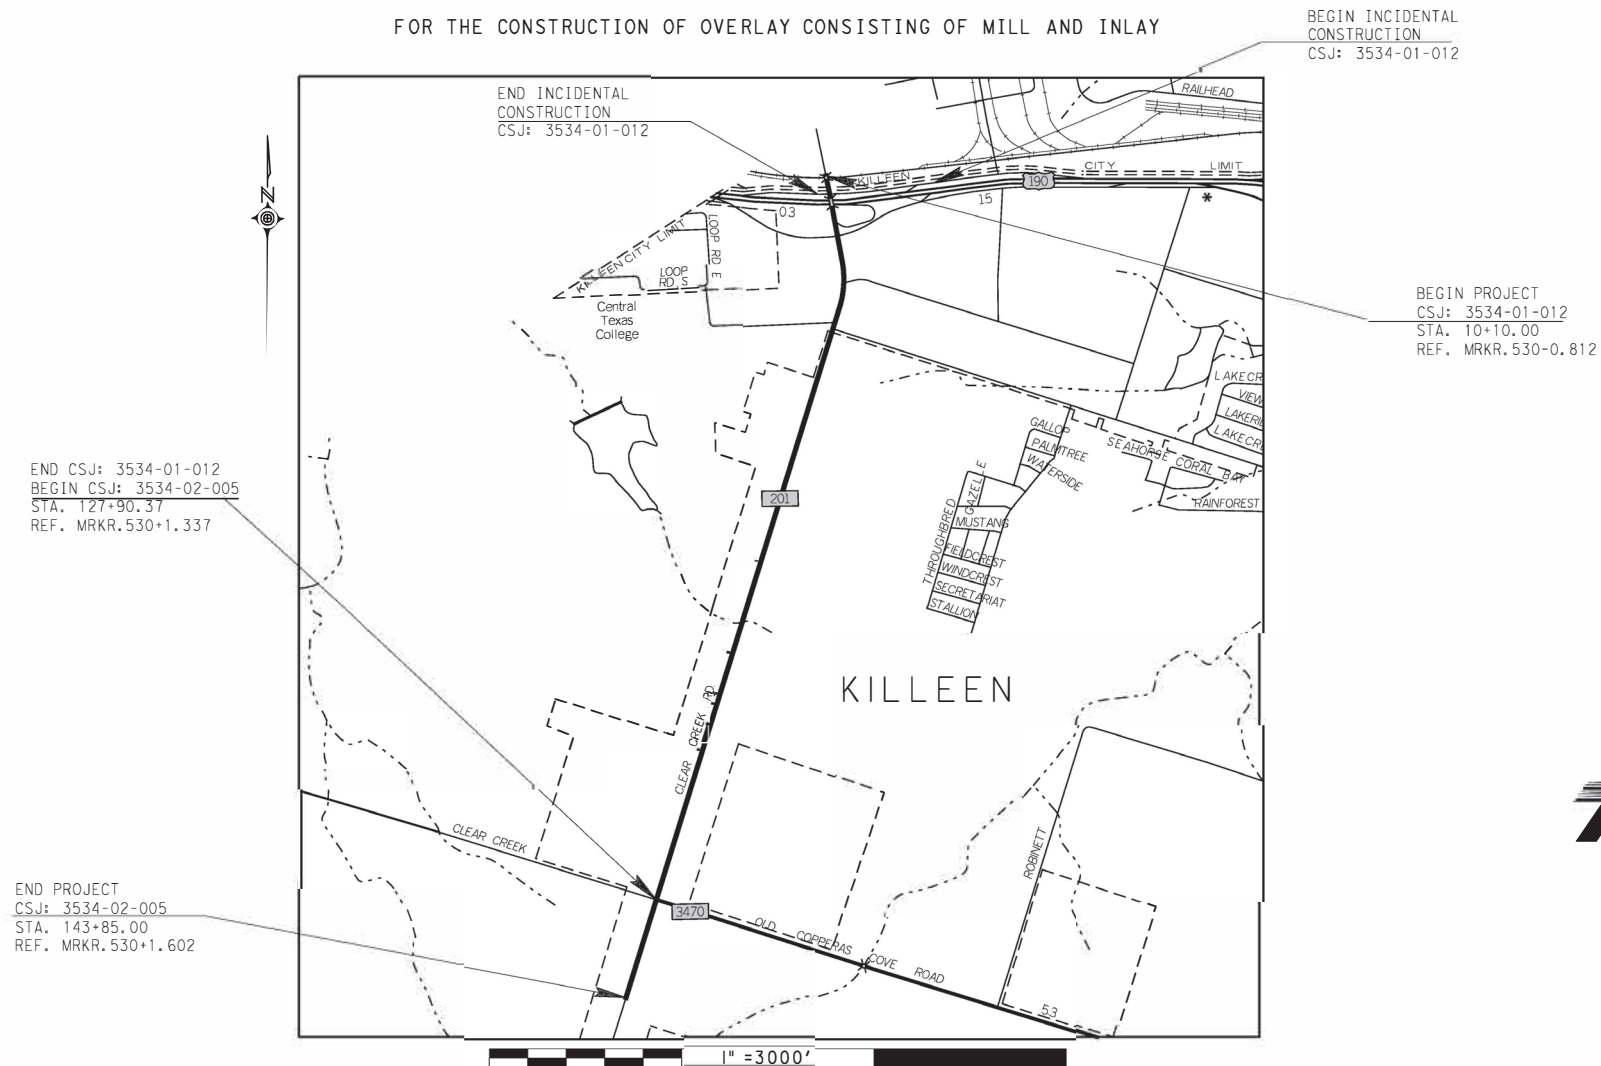 FOR THE CONSTRUCTION OF OVERLAY CONSISTING OF MILL AND INLAY
BEGIN INCIDENTAL
CONSTRUCTION
CSJ: 3534-01-012
END INCIDENTAL
CONSTRUCTION
CSJ: 3534-01-012
RAILHEAD
CITY LIMIT
KILLEEN
190
*
N
03
15
KILLEEN CITY LIMIT
LOOP RD E
LOOP
RD S
Central
Texas
College
BEGIN PROJECT
CSJ: 3534-01-012
STA. 10+10.00
REF. MRKR.530-0.812
LAKECR
VIEW
LAKERI
LAKECR
GALLOP
PALMTREE
WATERSIDE
SEAHORSE CORAL BAY
RAINFOREST
GAZELLE
THROUGHBRED
MUSTANG
FIELDCREST
WINDCREST
SECRETARIAT
STALLION
END CSJ: 3534-01-012
BEGIN CSJ: 3534-02-005
STA. 127+90.37
REF. MRKR.530+1.337
201
KILLEEN
CLEAR CREEK RD
CLEAR CREEK
ROBINETT
END PROJECT
CSJ: 3534-02-005
STA. 143+85.00
REF. MRKR.530+1.602
3470
OLD COPPERAS COVE ROAD
53
1" =3000'